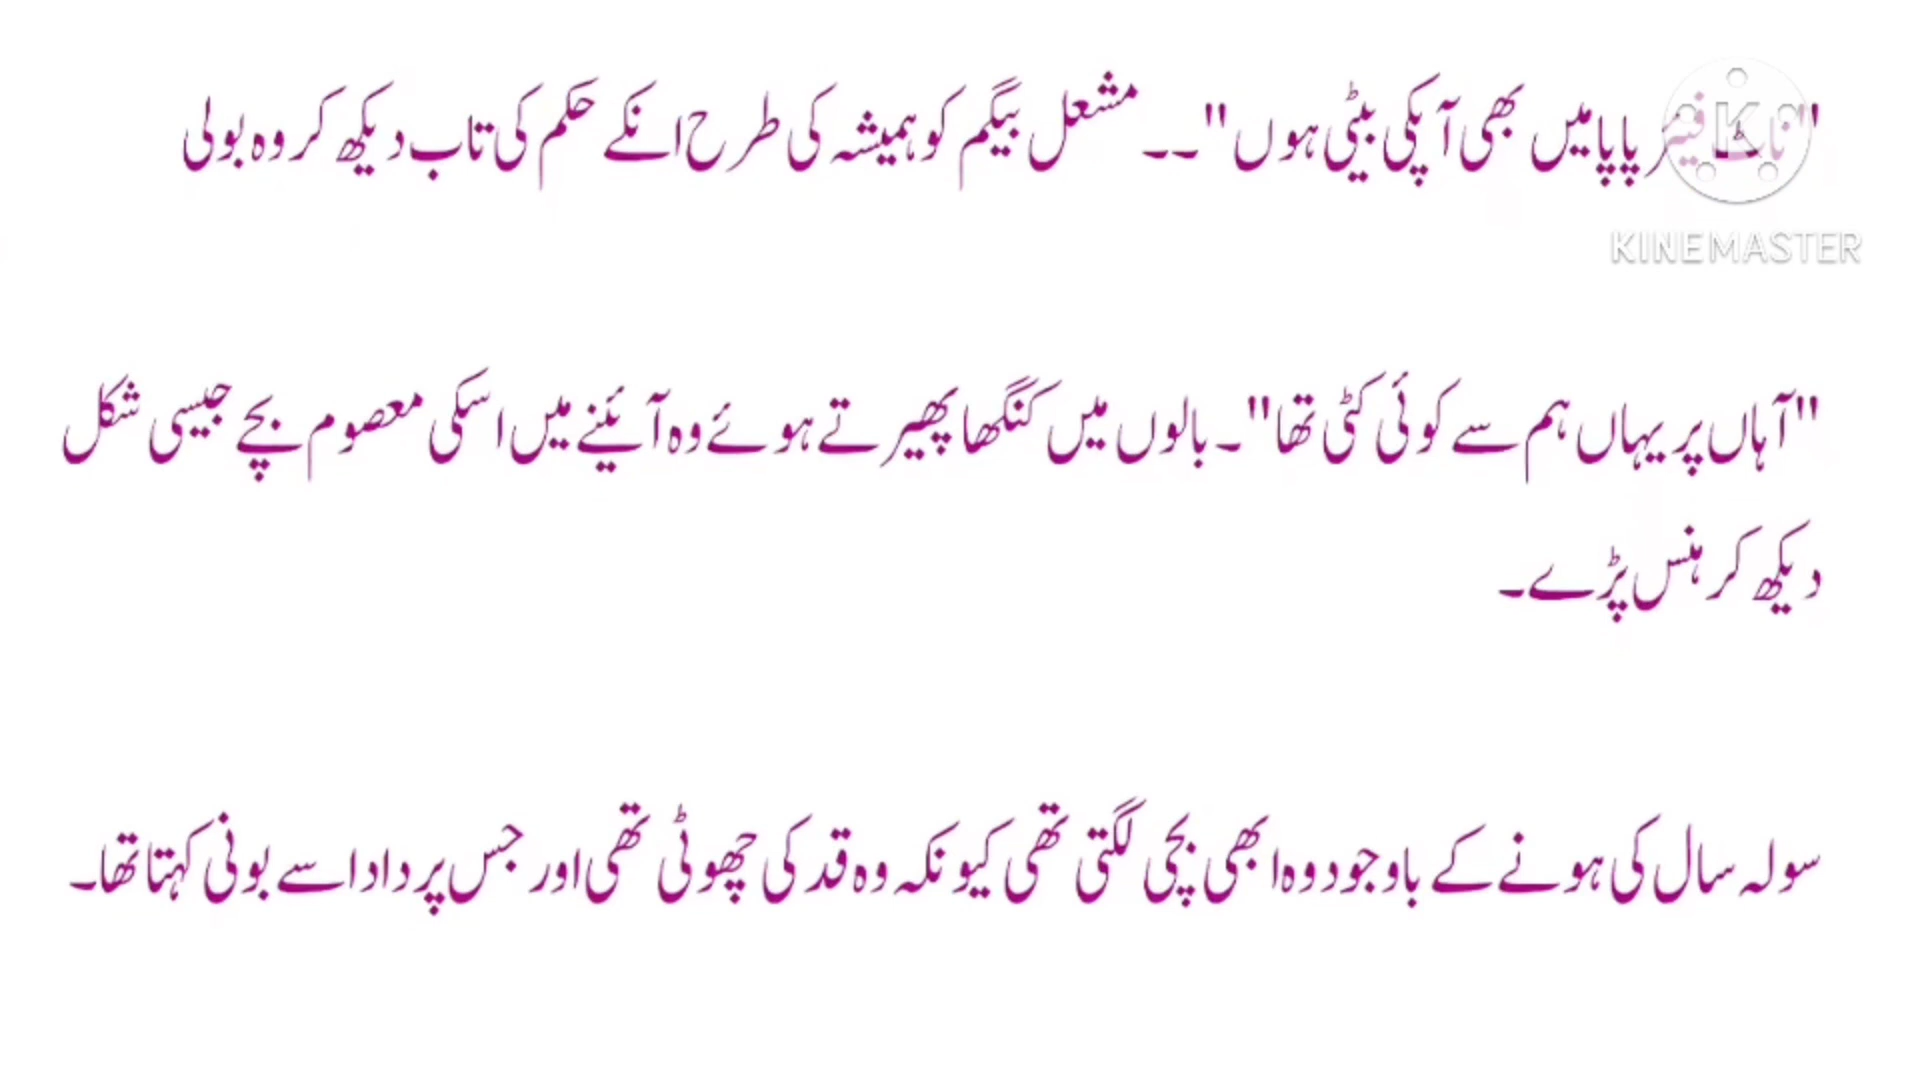 "ناٹ فیئر پاپا میں بھی آپکی بیٹی ہوں"۔۔ مشعل بیگم کو ہمیشہ کی طرح انکے حکم کی تاب دیکھ کر وہ بولی
KINEMASTER
"آہاں پر یہاں ہم سے کوئی کٹی تھا"۔ بالوں میں کنگھا پھیرتے ہوئے وہ آئینے میں اسکی معصوم بچے جیسی شکل
دیکھ کر ہنس پڑے۔
سولہ سال کی ہونے کے باوجود وہ ابھی بچی لگتی تھی کیونکہ وہ قد کی چھوٹی تھی اور جس پر داد اسے بونی کہتا تھا۔